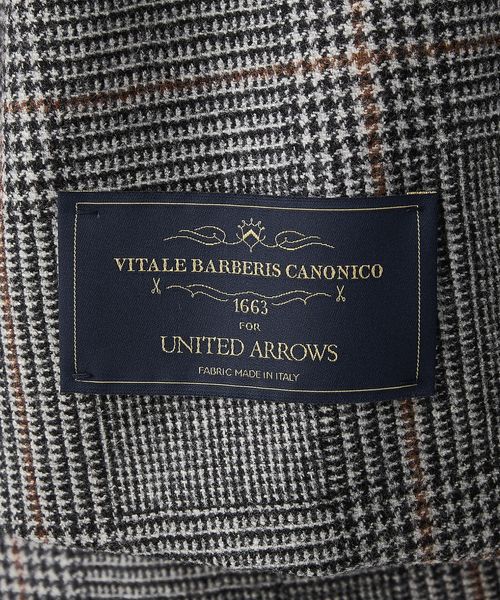 VITALE BARBERIS CANONICO
1663
FOR
UNITED ARROWS
FABRIC MADE IN ITALY